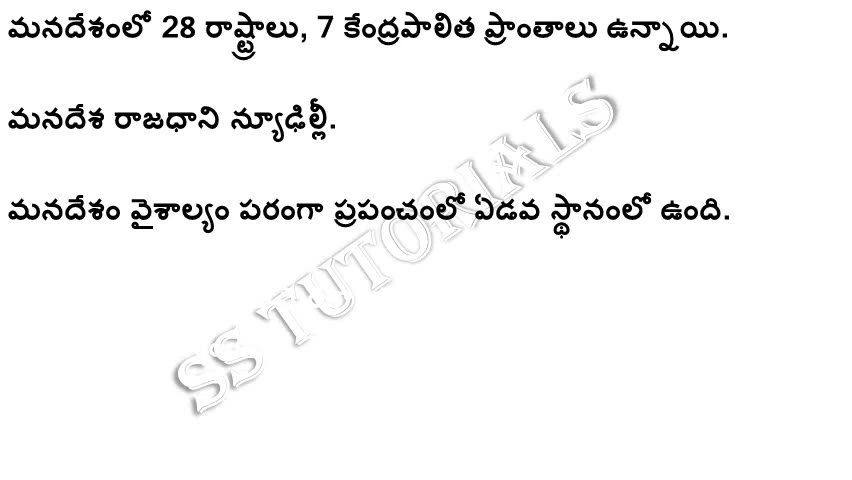 మనదేశంలో 28 రాష్ట్రాలు, 7 కేంద్రపాలిత ప్రాంతాలు ఉన్నాయి.
మనదేశ రాజధాని న్యూఢిల్లీ.
మనదేశం వైశాల్యం పరంగా ప్రపంచంలో ఏడవ స్థానంలో ఉంది.
SS TUTORIALS